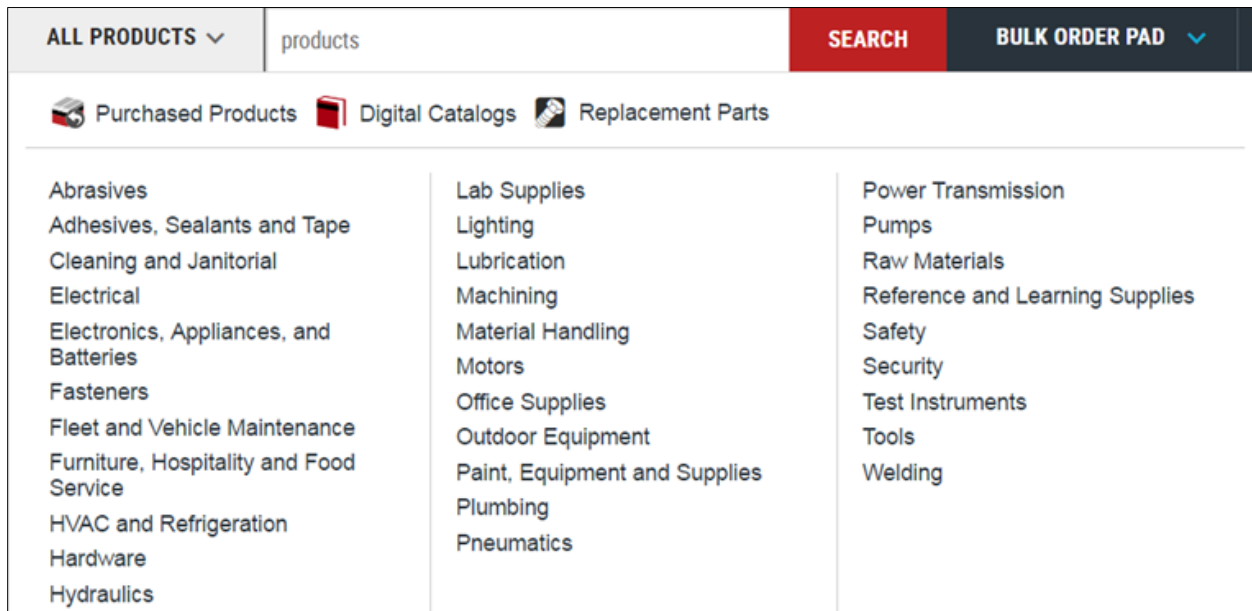 ALL PRODUCTS
products
SEARCH
BULK ORDER PAD
Purchased Products
Digital Catalogs
Replacement Parts
Abrasives
Adhesives, Sealants and Tape
Cleaning and Janitorial
Electrical
Electronics, Appliances, and
Batteries
Fasteners
Fleet and Vehicle Maintenance
Furniture, Hospitality and Food
Service
HVAC and Refrigeration
Hardware
Hydraulics
Lab Supplies
Lighting
Lubrication
Machining
Material Handling
Motors
Office Supplies
Outdoor Equipment
Paint, Equipment and Supplies
Plumbing
Pneumatics
Power Transmission
Pumps
Raw Materials
Reference and Learning Supplies
Safety
Security
Test Instruments
Tools
Welding